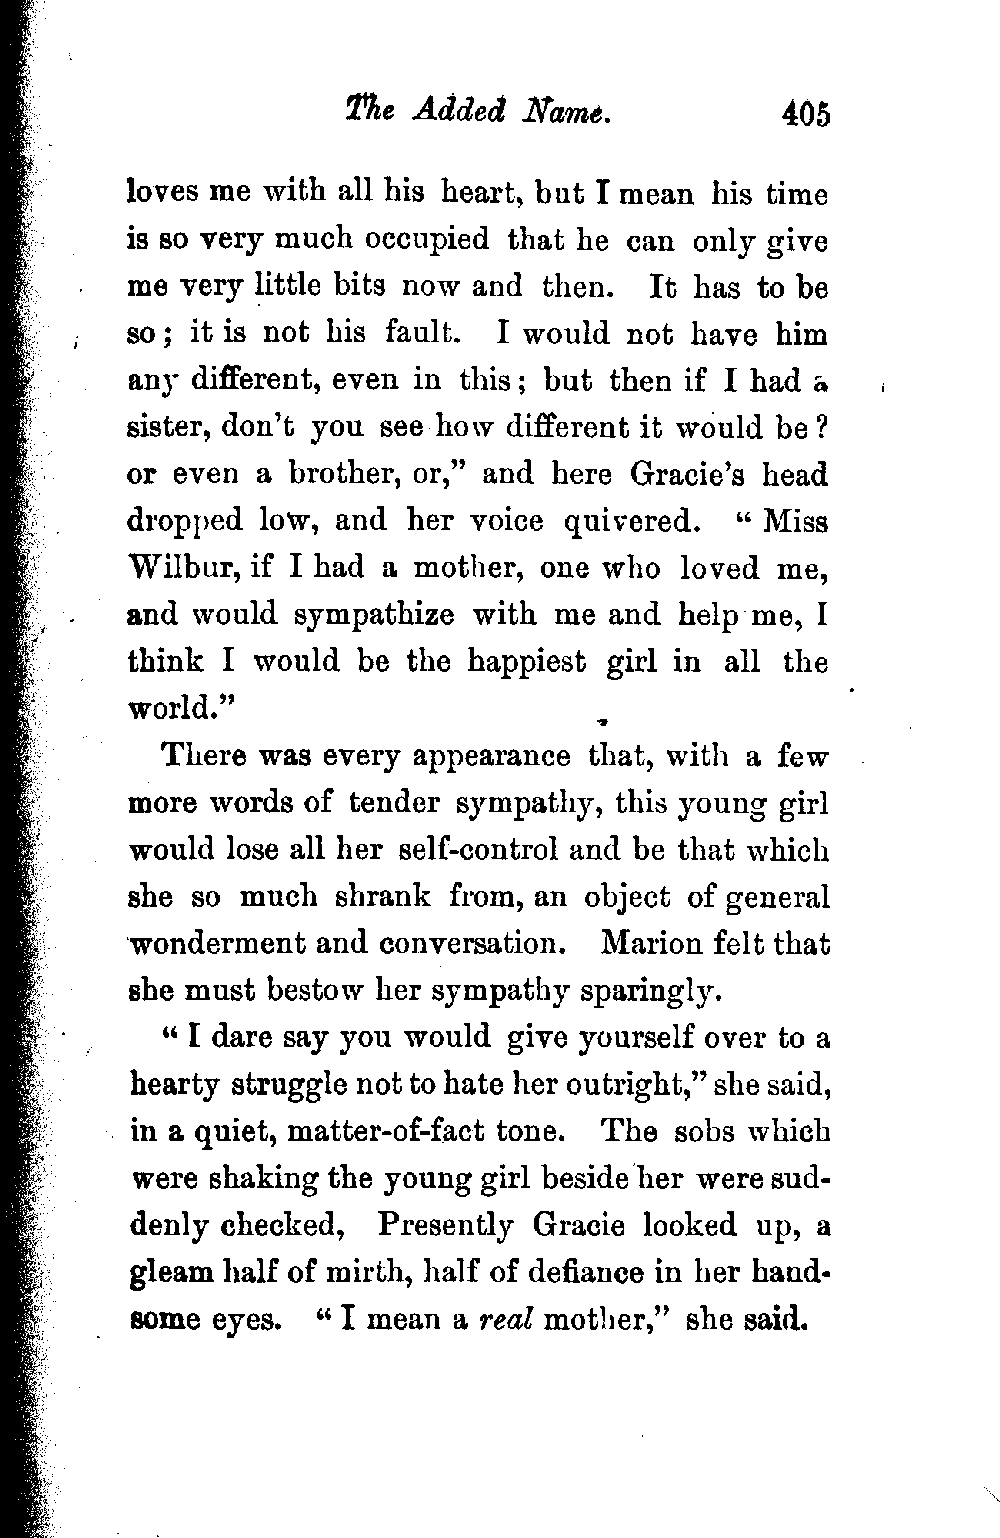 The Added Name. 405
loves me with all his heart, but I mean his time
is so very much occupied that he can only give
me very little bits now and then. It has to be
so; it is not his fault. I would not have him
any different, even in this; but then if I had a
sister, don't you see how different it would be?
or even a brother, or,” and here Gracie's head
dropped low, and her voice quivered. “Miss
Wilbur, if I had a mother, one who loved me,
and would sympathize with me and help me, I
think I would be the happiest girl in all the
world.”
There was every appearance that, with a few
more words of tender sympathy, this young girl
would lose all her self-control and be that which
she so much shrank from, an object of general
wonderment and conversation. Marion felt that
she must bestow her sympathy sparingly.
“I dare say you would give yourself over to a
hearty struggle not to hate her outright,” she said,
in a quiet, matter-of-fact tone. The sobs which
were shaking the young girl beside her were sud-
denly checked, Presently Gracie looked up, a
gleam half of mirth, half of defiance in her hand-
some eyes. “I mean a real mother,” she said.